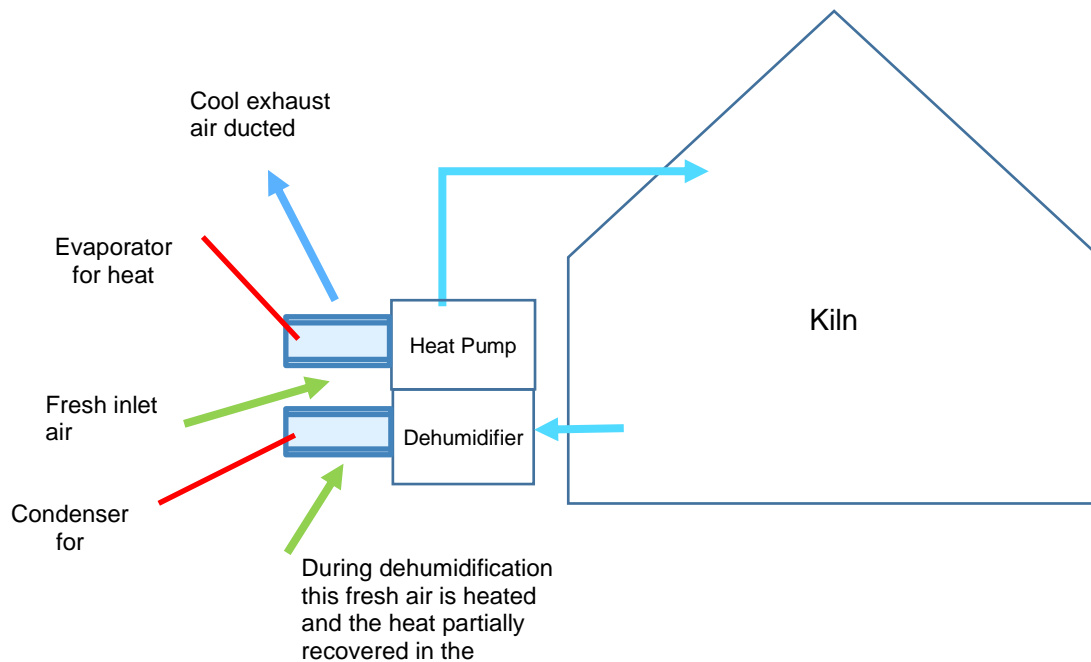 Cool exhaust
air ducted
Evaporator
for heat
Heat Pump
Kiln
Fresh inlet
air
Dehumidifier
Condenser
for
During dehumidification
this fresh air is heated
and the heat partially
recovered in the